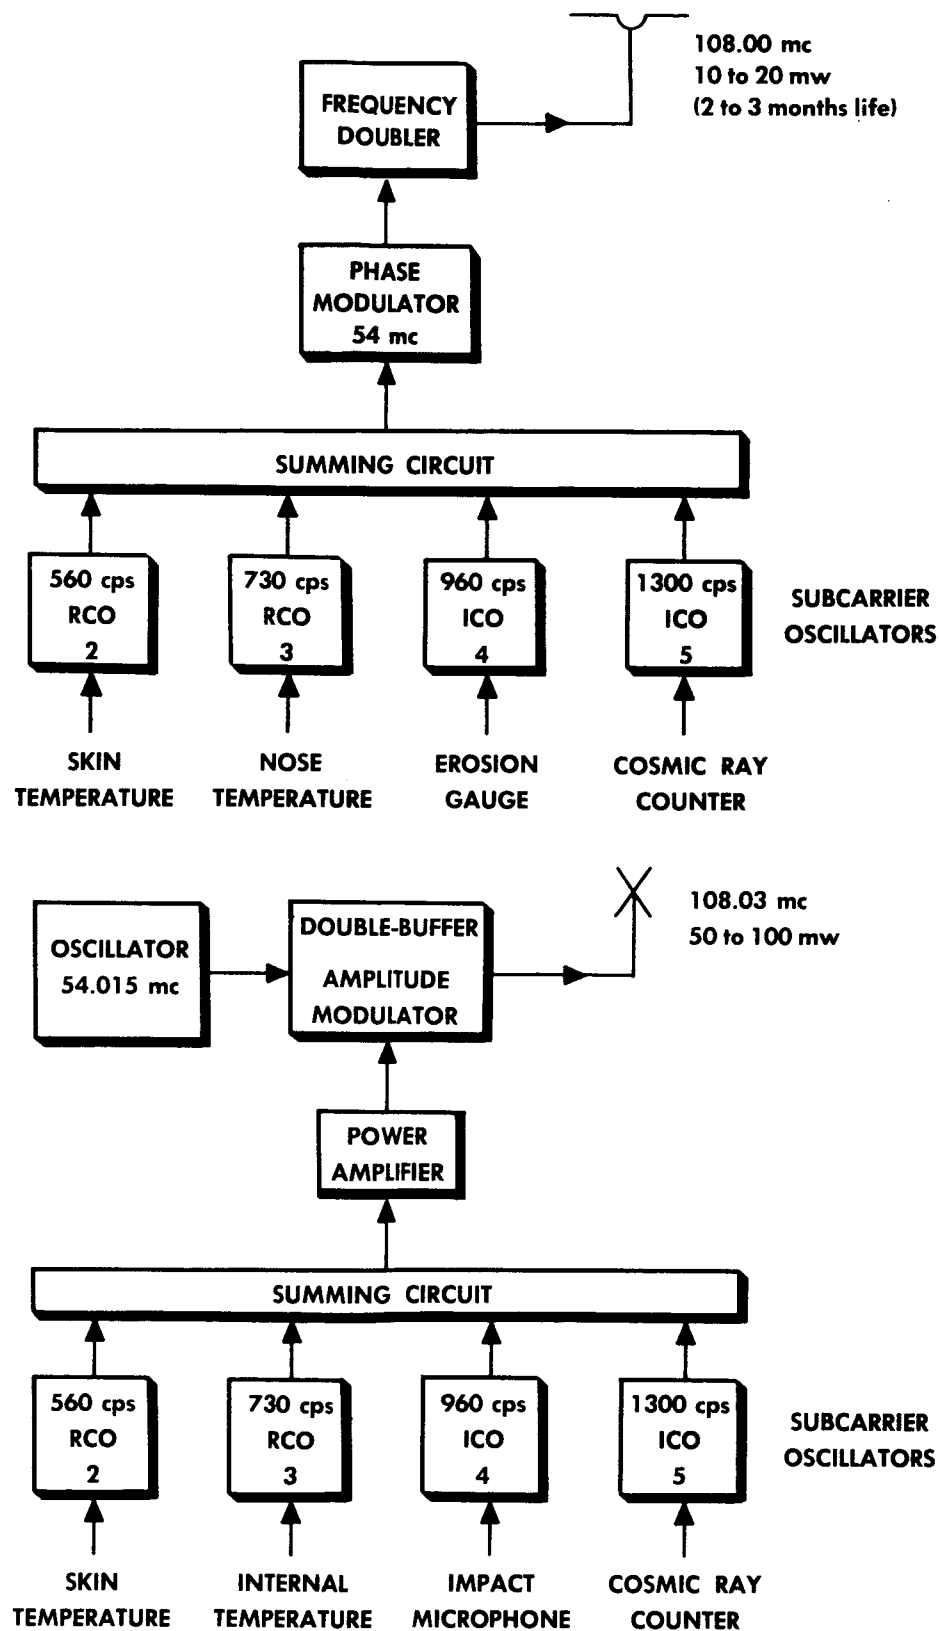 108.00 mc
10 to 20 mw
(2 to 3 months life)
FREQUENCY
DOUBLER
PHASE
MODULATOR
54 mc
SUMMING CIRCUIT
560 cps
RCO
2
730 cps
RCO
3
960 cps
ICO
4
1300 cps
ICO
5
SUBCARRIER
OSCILLATORS
SKIN
TEMPERATURE
NOSE
TEMPERATURE
EROSION
GAUGE
COSMIC RAY
COUNTER
108.03 mc
50 to 100 mw
OSCILLATOR
54.015 mc
DOUBLE-BUFFER
AMPLITUDE
MODULATOR
POWER
AMPLIFIER
SUMMING CIRCUIT
560 cps
RCO
2
730 cps
RCO
3
960 cps
ICO
4
1300 cps
ICO
5
SUBCARRIER
OSCILLATORS
SKIN
TEMPERATURE
INTERNAL
TEMPERATURE
IMPACT
MICROPHONE
COSMIC RAY
COUNTER